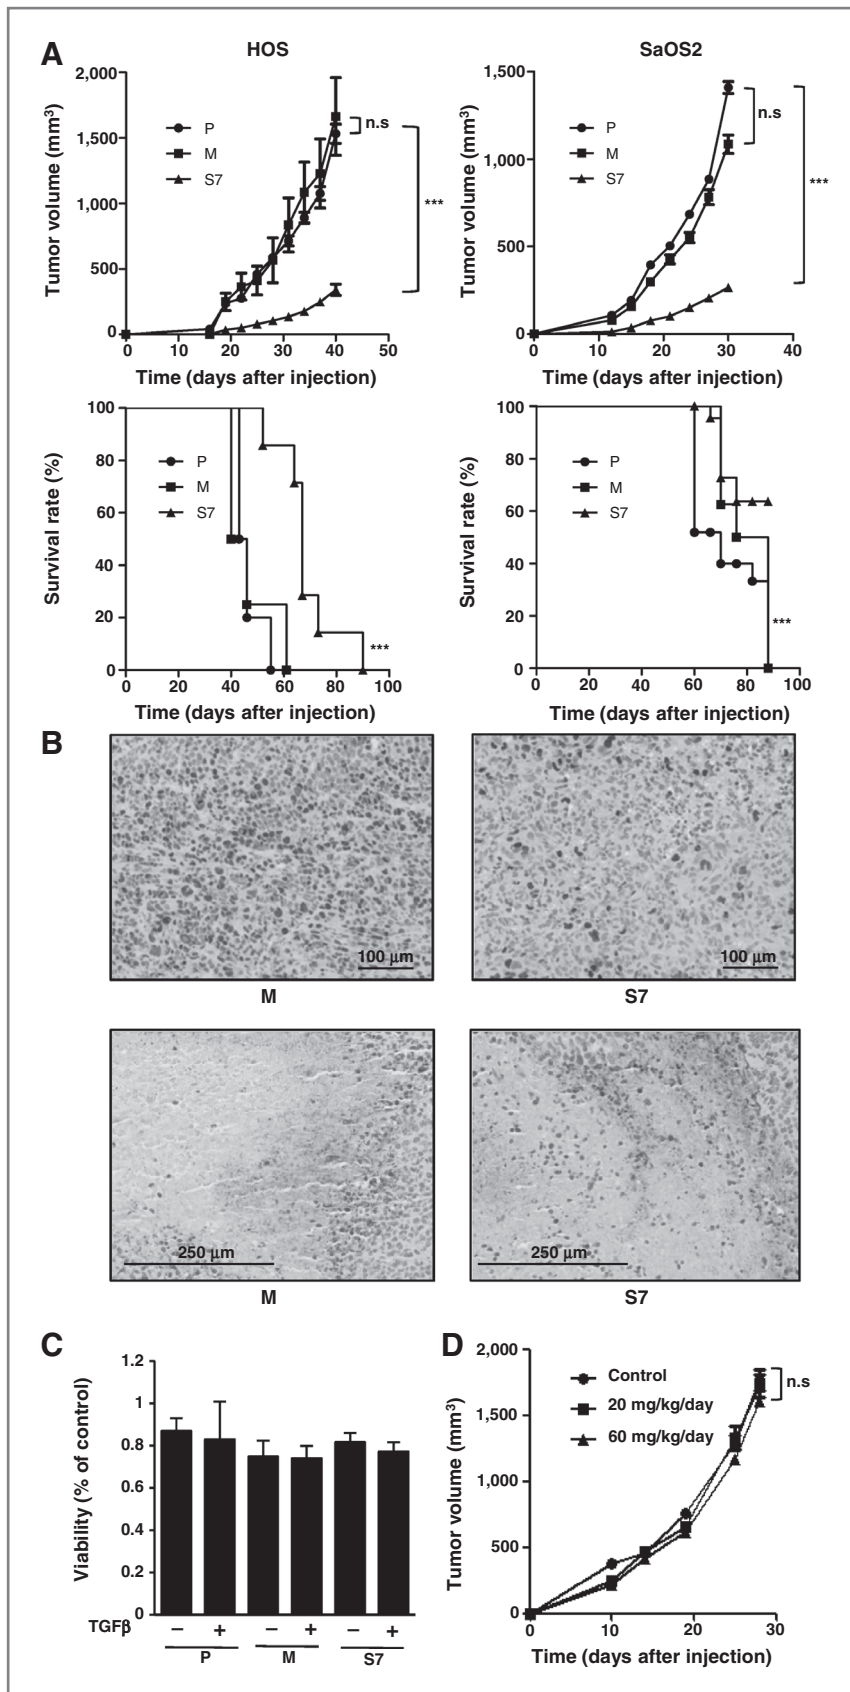 A
HOS
SaOS2
Tumor volume (mm3)
2,000
1,500
1,000
500
0
P
M
S7
n.s
***
0 10 20 30 40 50
Time (days after injection)
Tumor volume (mm3)
1,500
1,000
500
0
P
M
S7
n.s
***
0 10 20 30 40
Time (days after injection)
Survival rate (%)
100
80
60
40
20
0
P
M
S7
***
0 20 40 60 80 100
Time (days after injection)
Survival rate (%)
100
80
60
40
20
0
P
M
S7
***
0 20 40 60 80 100
Time (days after injection)
B
100 μm
100 μm
M
S7
250 μm
250 μm
M
S7
C
Viability (% of control)
1.2
1
0.8
0.6
0.4
0.2
0
TGFβ − + − + − +
P M S7
D
Tumor volume (mm3)
2,000
1,500
1,000
500
0
Control
20 mg/kg/day
60 mg/kg/day
n.s
0 10 20 30
Time (days after injection)